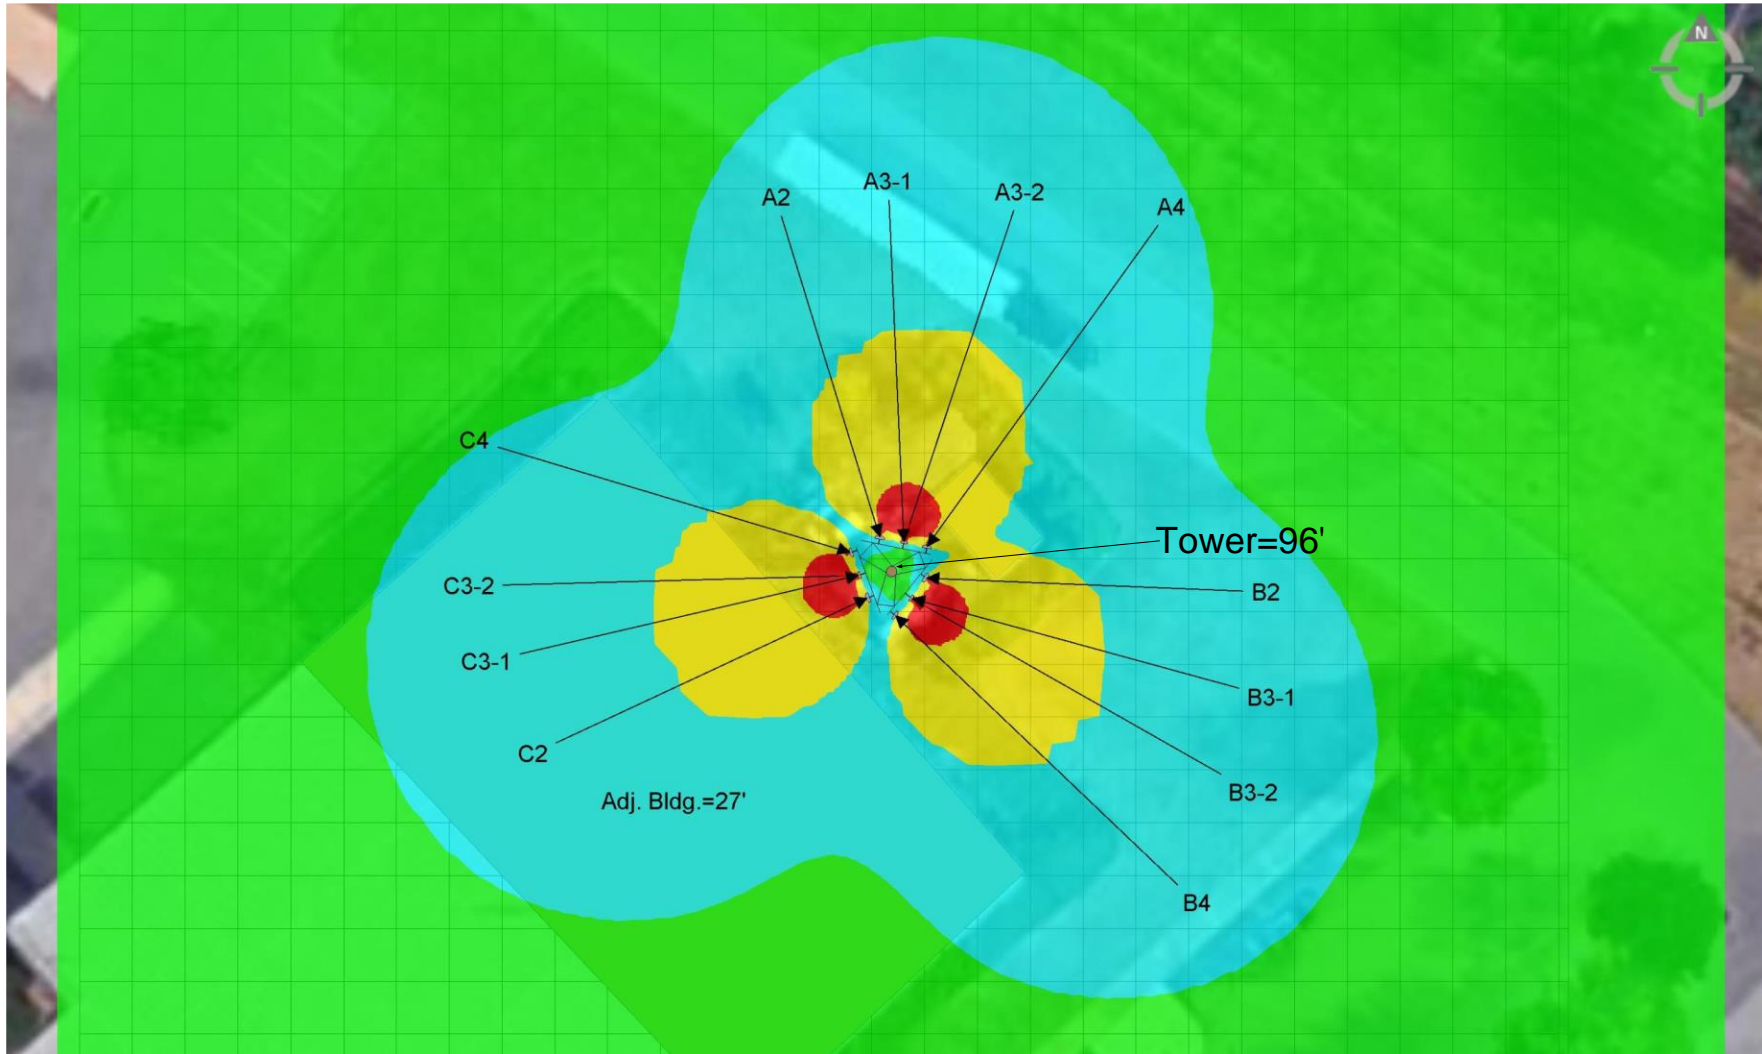 N
A3-1
A3-2
A2
A4
C4
Tower=96'
C3-2
B2
C3-1
B3-1
C2
B3-2
Adj. Bldg.=27'
B4